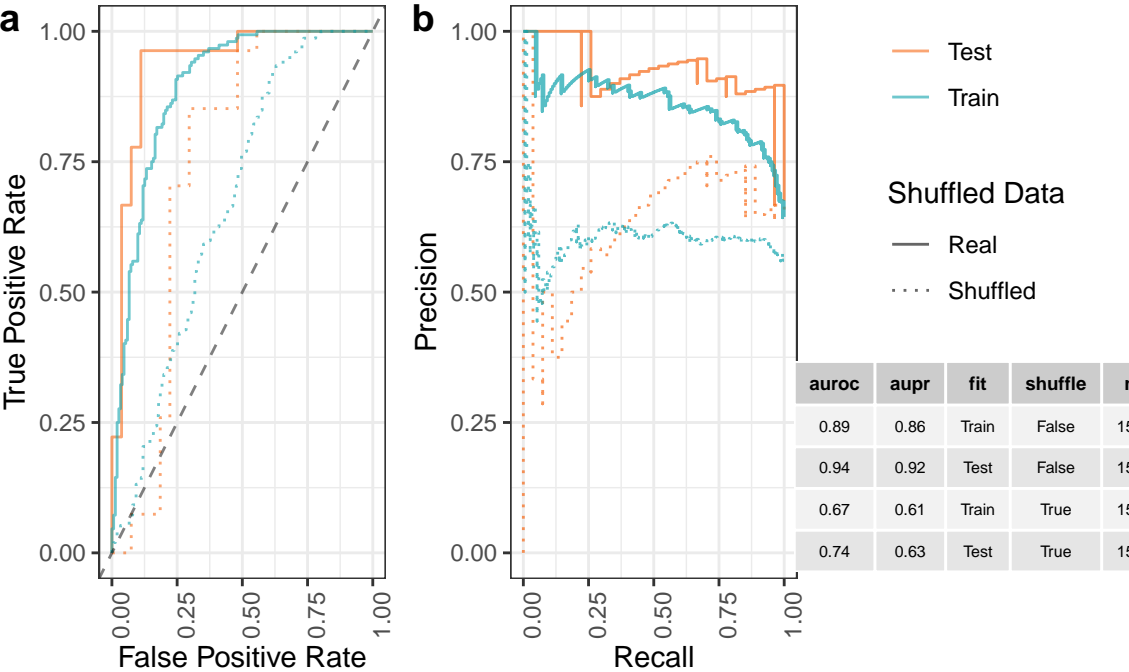 a
True Positive Rate
1.00
0.75
0.50
0.25
0.00
0.00 0.25 0.50 0.75 1.00
False Positive Rate
b
Precision
1.00
0.75
0.50
0.25
0.00
0.00 0.25 0.50 0.75 1.00
Recall
Test
Train
Shuffled Data
Real
Shuffled
auroc aupr fit shuffle
0.89 0.86 Train False 15
0.94 0.92 Test False 15
0.67 0.61 Train True 15
0.74 0.63 Test True 15